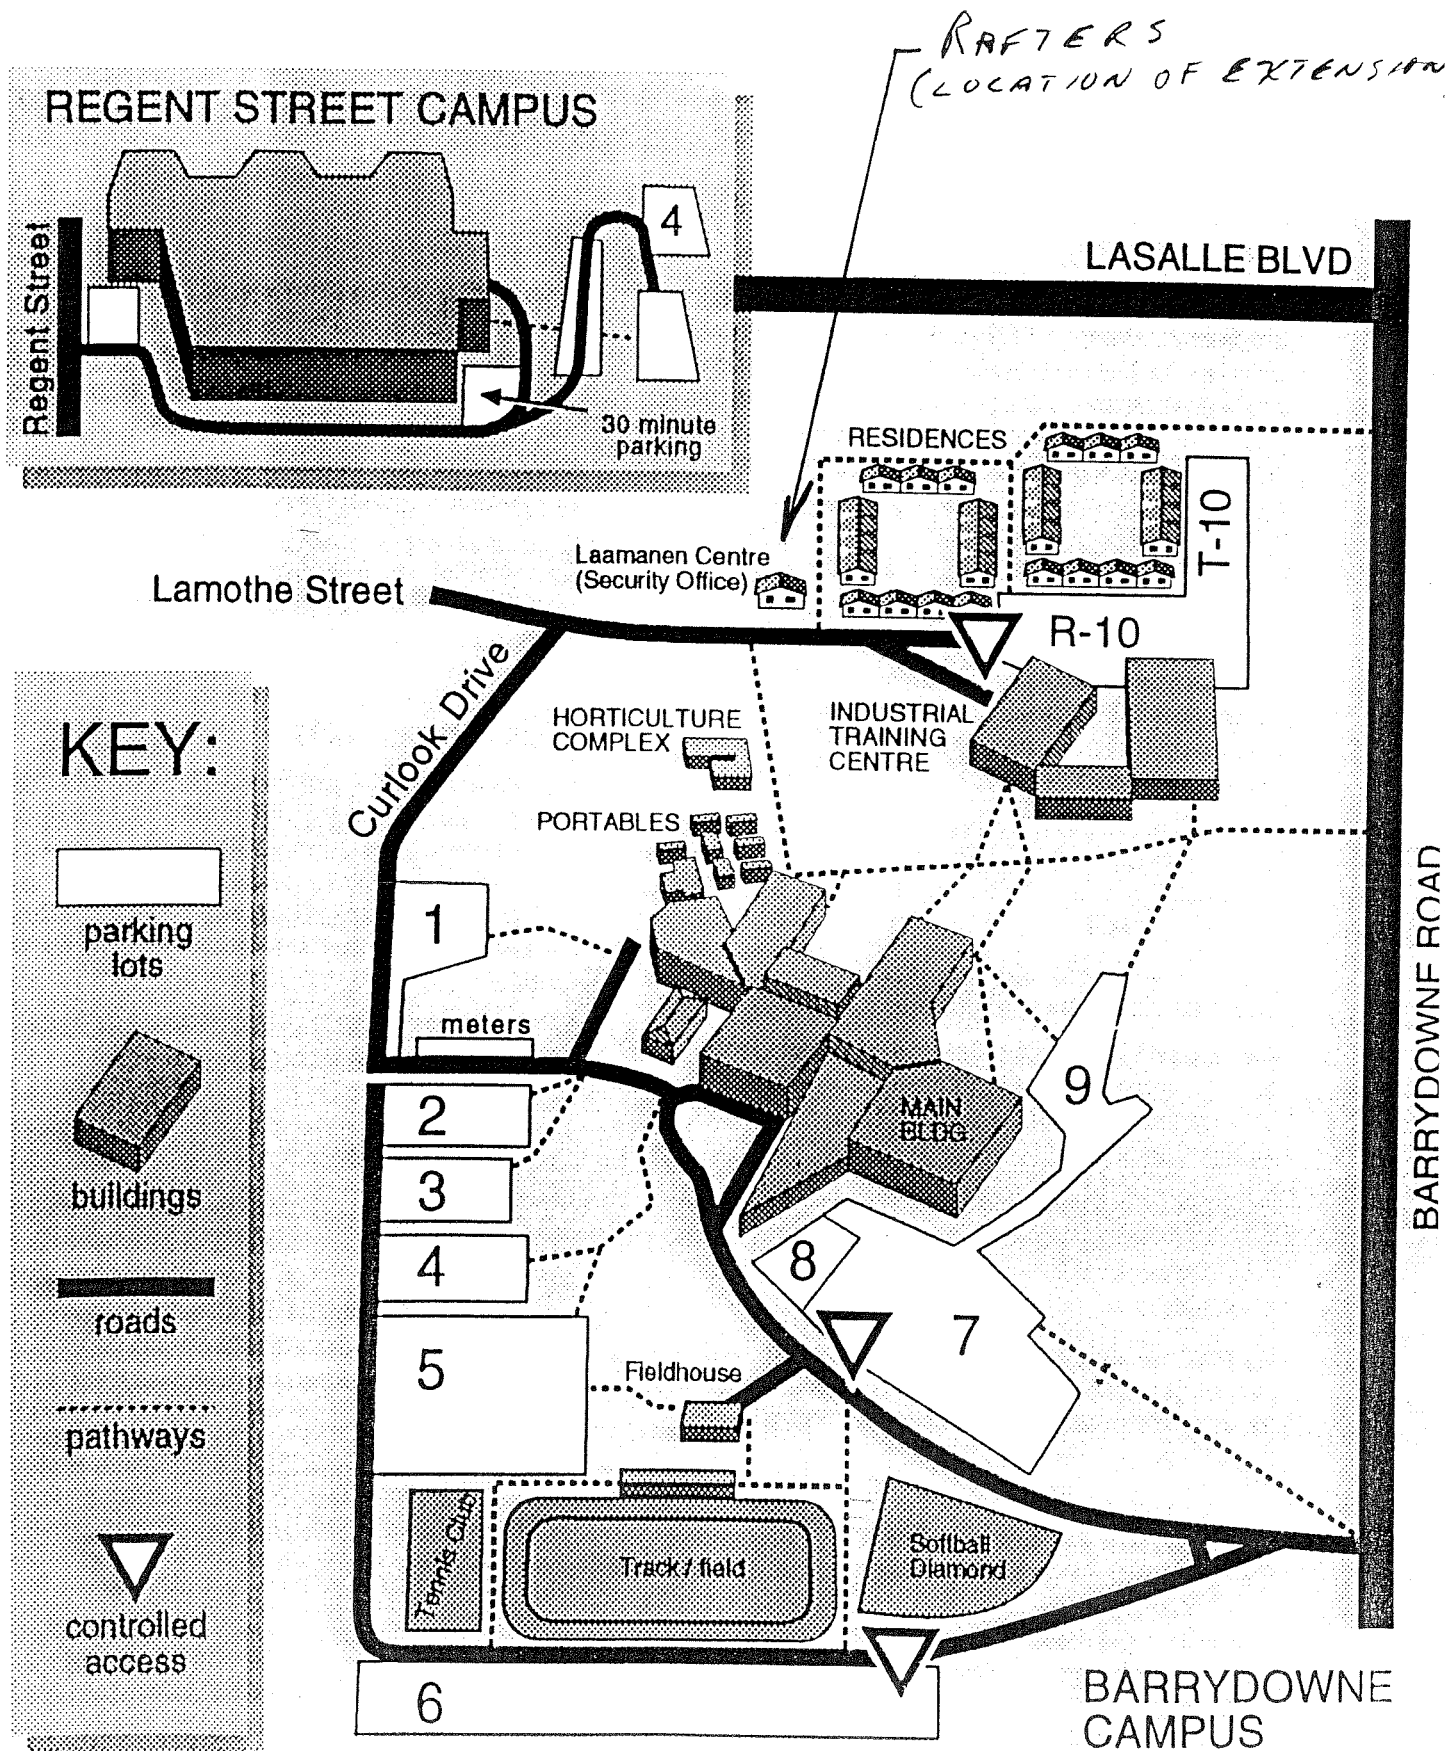 RAFTERS
(LOCATION OF EXTENSION
REGENT STREET CAMPUS
4
Regent Street
30 minute
parking
LASALLE BLVD
RESIDENCES
T-10
Laamanen Centre
(Security Office)
Lamothe Street
R-10
Curlook Drive
HORTICULTURE
COMPLEX
INDUSTRIAL
TRAINING
CENTRE
PORTABLES
KEY:
parking
lots
buildings
roads
pathways
controlled
access
1
meters
2
3
4
5
6
MAIN
BLDG.
9
8
7
BARRYDOWNE ROAD
Fieldhouse
Tennis Club
Track / field
Softball
Diamond
BARRYDOWNE
CAMPUS